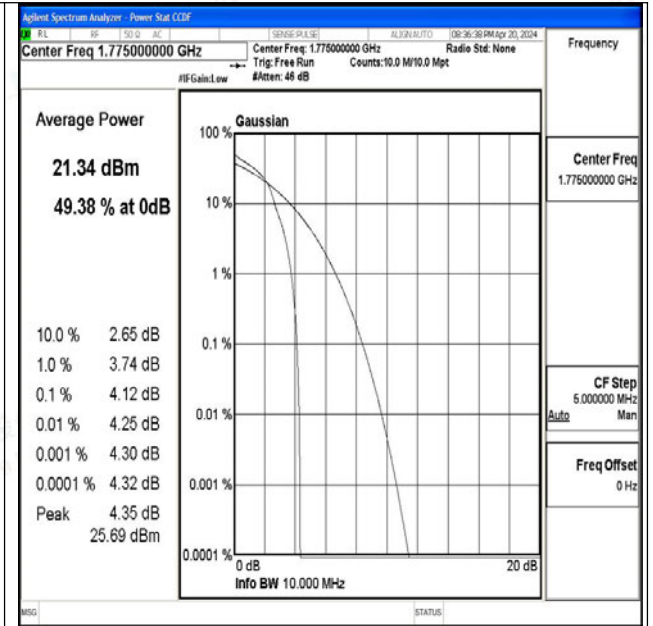 Agilent Spectrum Analyzer - Power Stat CCDF
RL RF 50 Ω AC SENSE:PULSE ALIGN AUTO 08:36:38 PM Apr 20, 2024
Center Freq 1.775000000 GHz
Center Freq: 1.775000000 GHz Radio Std: None
Trig: Free Run Counts:10.0 M/10.0 Mpt
#IFGain:Low #Atten: 46 dB
Frequency
Average Power
21.34 dBm
49.38 % at 0dB
10.0 % 2.65 dB
1.0 % 3.74 dB
0.1 % 4.12 dB
0.01 % 4.25 dB
0.001 % 4.30 dB
0.0001 % 4.32 dB
Peak 4.35 dB
25.69 dBm
Gaussian
100 %
10 %
1 %
0.1 %
0.01 %
0.001 %
0.0001 %
0 dB 20 dB
Info BW 10.000 MHz
Center Freq
1.775000000 GHz
CF Step
5.000000 MHz
Auto Man
Freq Offset
0 Hz
MSG STATUS